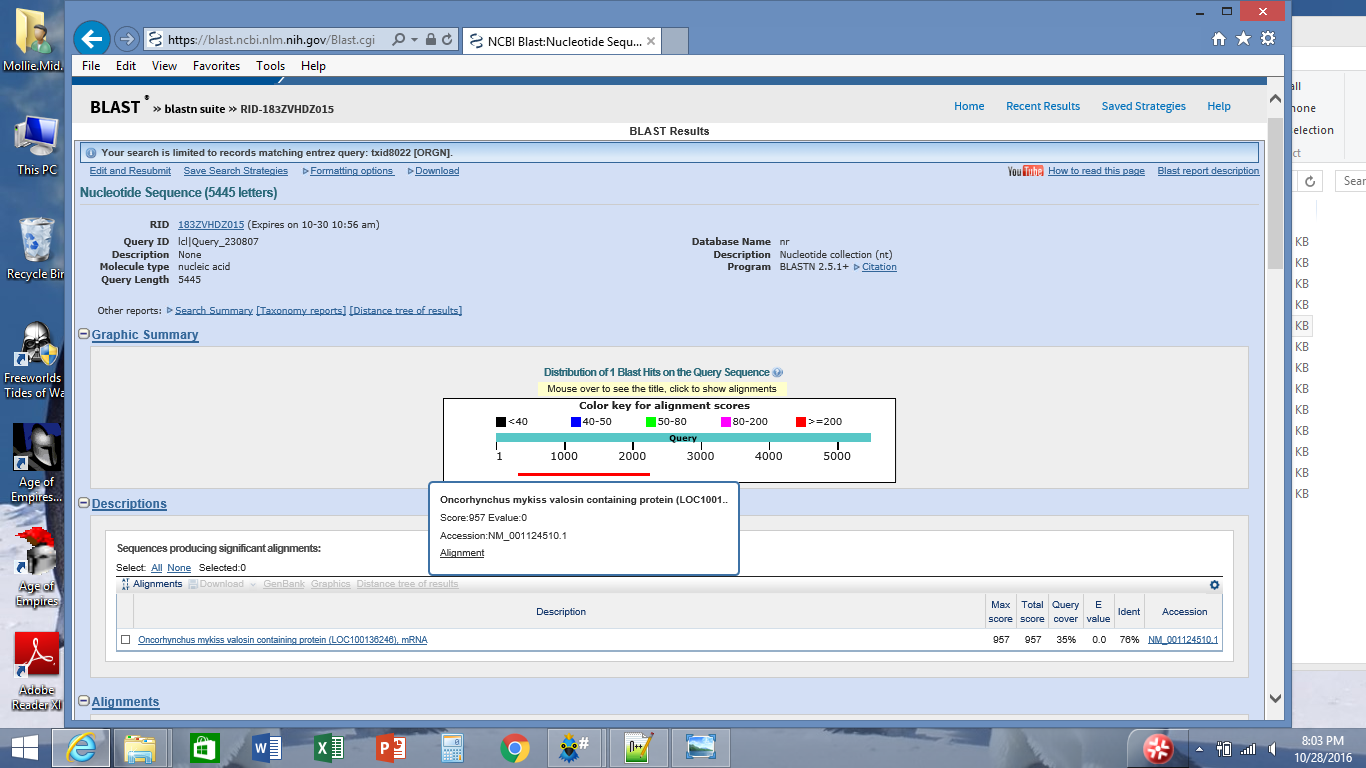 Mollie.Mid...
This PC
Recycle Bin
Freeworlds
Tides of Wa
Age of
Empires...
Age of
Empires
Adobe
Reader XI
https://blast.ncbi.nlm.nih.gov/Blast.cgi
NCBI Blast:Nucleotide Sequ...
File Edit View Favorites Tools Help
BLAST ® » blastn suite » RID-183ZVHDZ015
Home Recent Results Saved Strategies Help
BLAST Results
Your search is limited to records matching entrez query: txid8022 [ORGN].
Edit and Resubmit Save Search Strategies Formatting options Download
You Tube How to read this page Blast report description
Nucleotide Sequence (5445 letters)
RID 183ZVHDZ015 (Expires on 10-30 10:56 am)
Query ID lcl|Query_230807
Description None
Molecule type nucleic acid
Query Length 5445
Database Name nr
Description Nucleotide collection (nt)
Program BLASTN 2.5.1+ Citation
Other reports: Search Summary [Taxonomy reports] [Distance tree of results]
Graphic Summary
Distribution of 1 Blast Hits on the Query Sequence
Mouse over to see the title, click to show alignments
Color key for alignment scores
<40 40-50 50-80 80-200 >=200
Query
1 1000 2000 3000 4000 5000
Oncorhynchus mykiss valosin containing protein (LOC1001..
Score:957 Evalue:0
Accession:NM_001124510.1
Alignment
Descriptions
Sequences producing significant alignments:
Select: All None Selected:0
Alignments Download GenBank Graphics Distance tree of results
Description Max score Total score Query cover E value Ident Accession
Oncorhynchus mykiss valosin containing protein (LOC100136246), mRNA 957 957 35% 0.0 76% NM_001124510.1
Alignments
all
hone
election
ct
Sear
KB
KB
KB
KB
KB
KB
KB
KB
KB
KB
KB
KB
KB
8:03 PM
10/28/2016